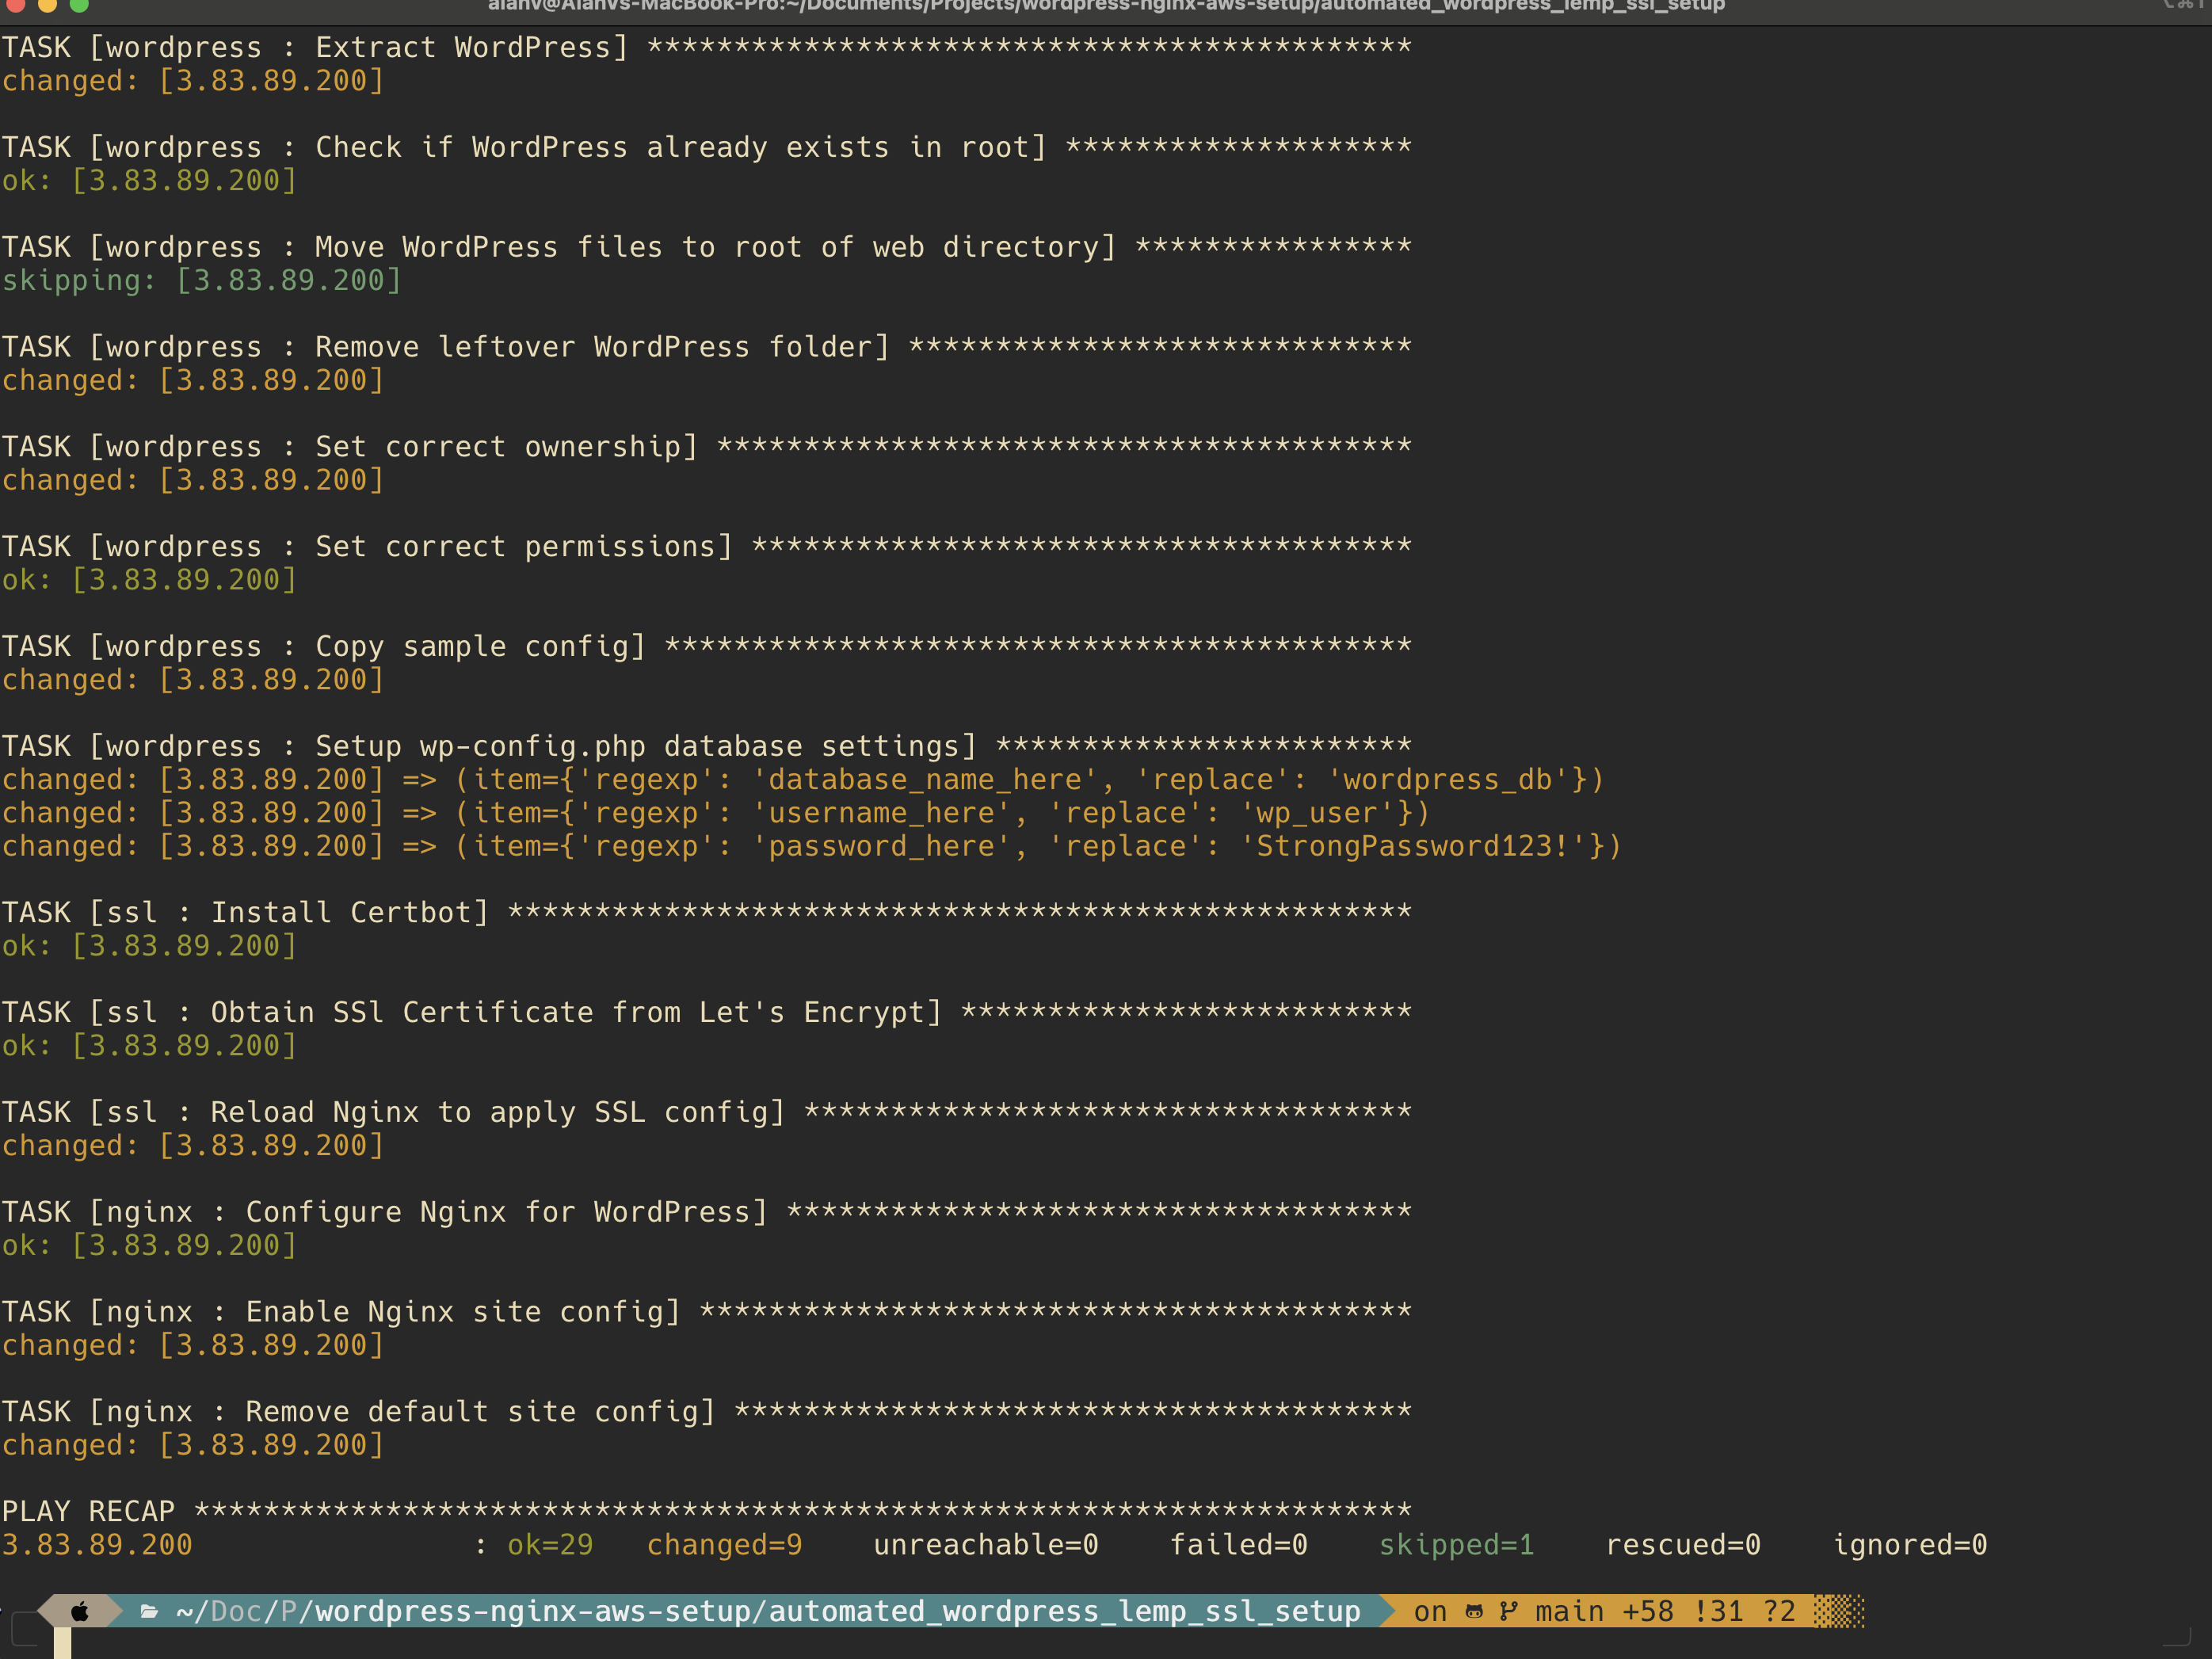 alanv@AlanVs-MacBook-Pro:~/Documents/Projects/wordpress-nginx-aws-setup/automated_wordpress_lemp_ssl_setup
TASK [wordpress : Extract WordPress] ********************************************
changed: [3.83.89.200]
TASK [wordpress : Check if WordPress already exists in root] ********************
ok: [3.83.89.200]
TASK [wordpress : Move WordPress files to root of web directory] ****************
skipping: [3.83.89.200]
TASK [wordpress : Remove leftover WordPress folder] *****************************
changed: [3.83.89.200]
TASK [wordpress : Set correct ownership] ****************************************
changed: [3.83.89.200]
TASK [wordpress : Set correct permissions] **************************************
ok: [3.83.89.200]
TASK [wordpress : Copy sample config] *******************************************
changed: [3.83.89.200]
TASK [wordpress : Setup wp-config.php database settings] ************************
changed: [3.83.89.200] => (item={'regexp': 'database_name_here', 'replace': 'wordpress_db'})
changed: [3.83.89.200] => (item={'regexp': 'username_here', 'replace': 'wp_user'})
changed: [3.83.89.200] => (item={'regexp': 'password_here', 'replace': 'StrongPassword123!'})
TASK [ssl : Install Certbot] ****************************************************
ok: [3.83.89.200]
TASK [ssl : Obtain SSl Certificate from Let's Encrypt] **************************
ok: [3.83.89.200]
TASK [ssl : Reload Nginx to apply SSL config] ***********************************
changed: [3.83.89.200]
TASK [nginx : Configure Nginx for WordPress] ************************************
ok: [3.83.89.200]
TASK [nginx : Enable Nginx site config] *****************************************
changed: [3.83.89.200]
TASK [nginx : Remove default site config] ***************************************
changed: [3.83.89.200]
PLAY RECAP **********************************************************************
3.83.89.200 : ok=29 changed=9 unreachable=0 failed=0 skipped=1 rescued=0 ignored=0
~/Doc/P/wordpress-nginx-aws-setup/automated_wordpress_lemp_ssl_setup on main +58 !31 ?2